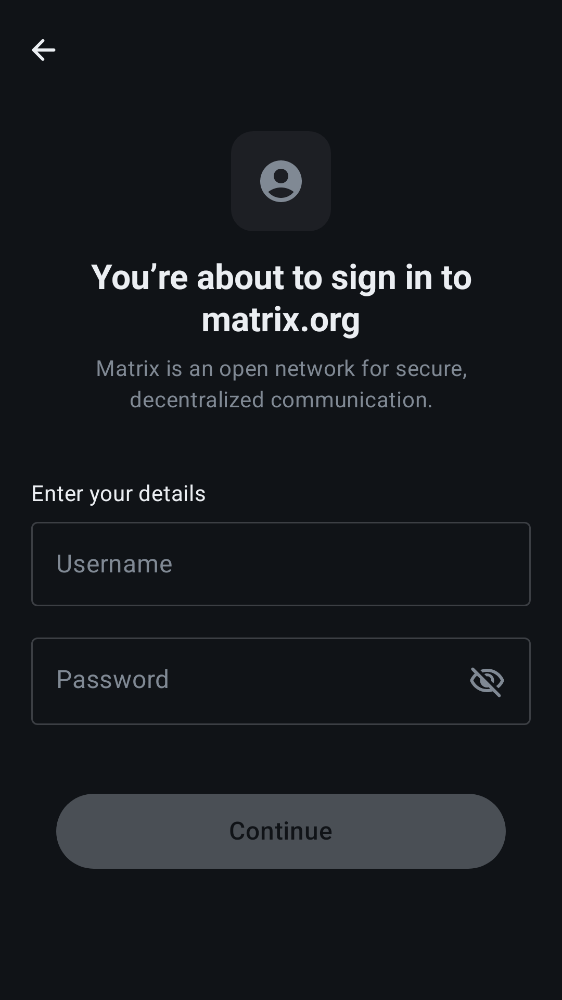 You’re about to sign in to
matrix.org
Matrix is an open network for secure,
decentralized communication.
Enter your details
Username
Password
Continue